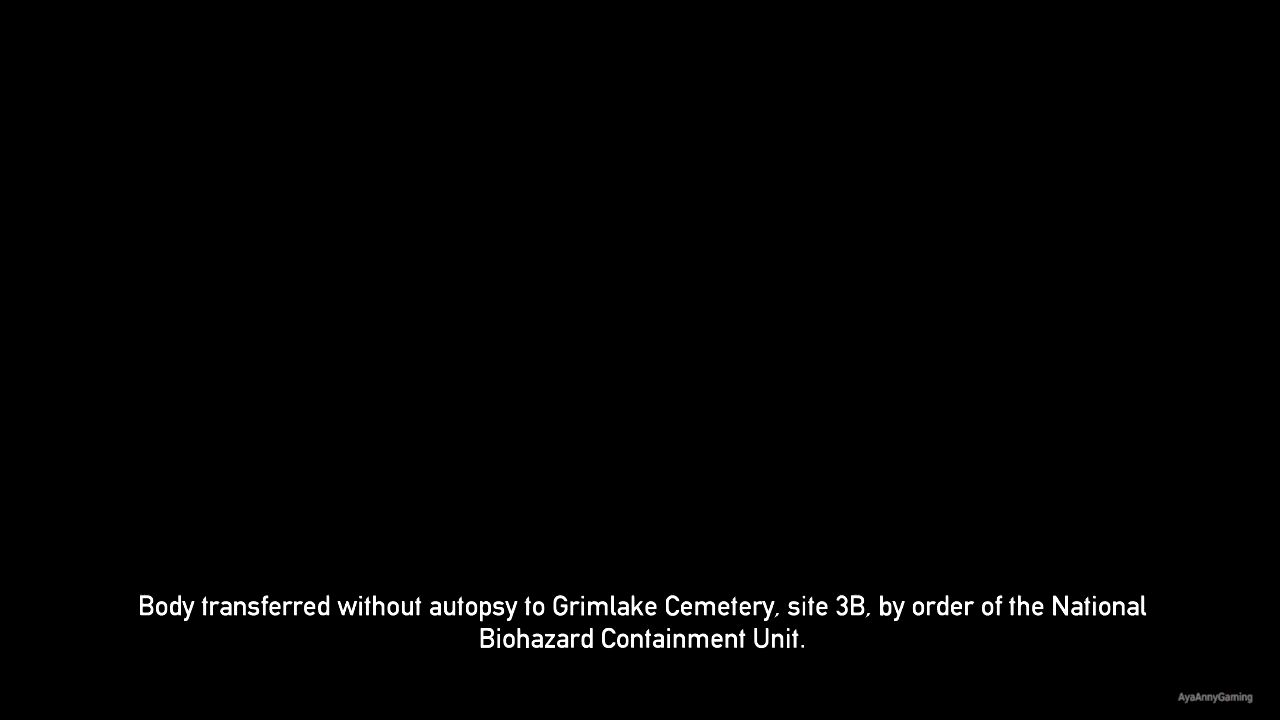 Body transferred without autopsy to Grimlake Cemetery, site 3B, by order of the National
Biohazard Containment Unit.
AyaAnnyGaming